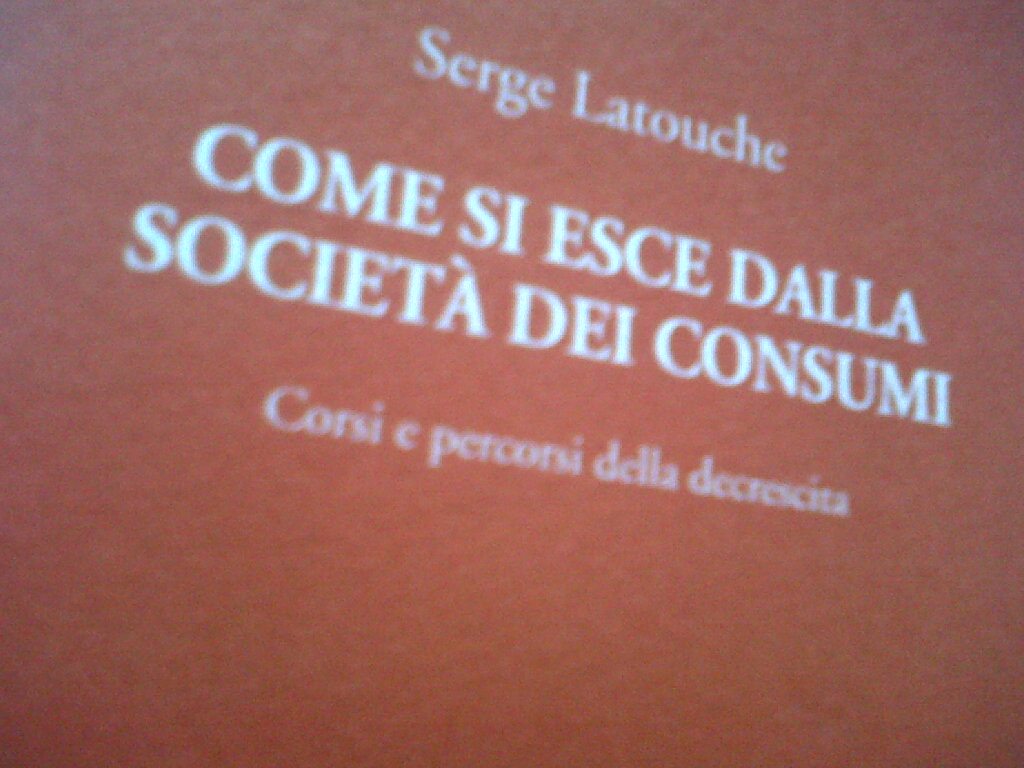 Serge Latouche
COME SI ESCE DALLA
SOCIETÀ DEI CONSUMI
Corsi e percorsi della decrescita